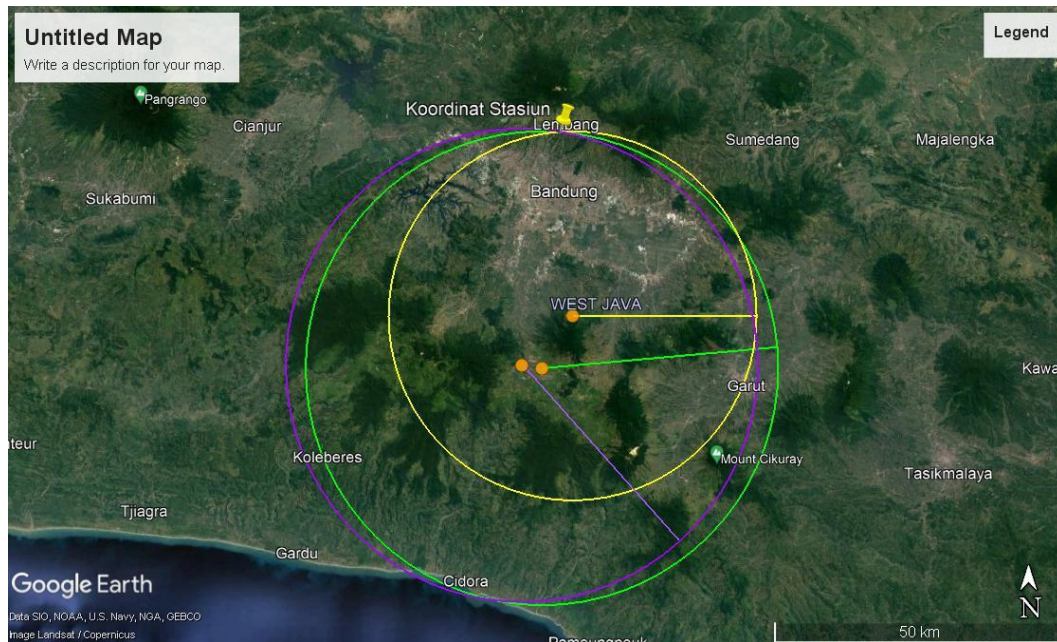 Untitled Map
Write a description for your map.
Legend
Pangrango
Koordinat Stasiun
Lembang
Cianjur
Sumedang
Majalengka
Sukabumi
Bandung
WEST JAVA
Kawa
Garut
nteur
Koleberes
Mount Cikuray
Tasikmalaya
Tjiagra
Gardu
Cidora
Google Earth
Data SIO, NOAA, U.S. Navy, NGA, GEBCO
Image Landsat / Copernicus
N
50 km